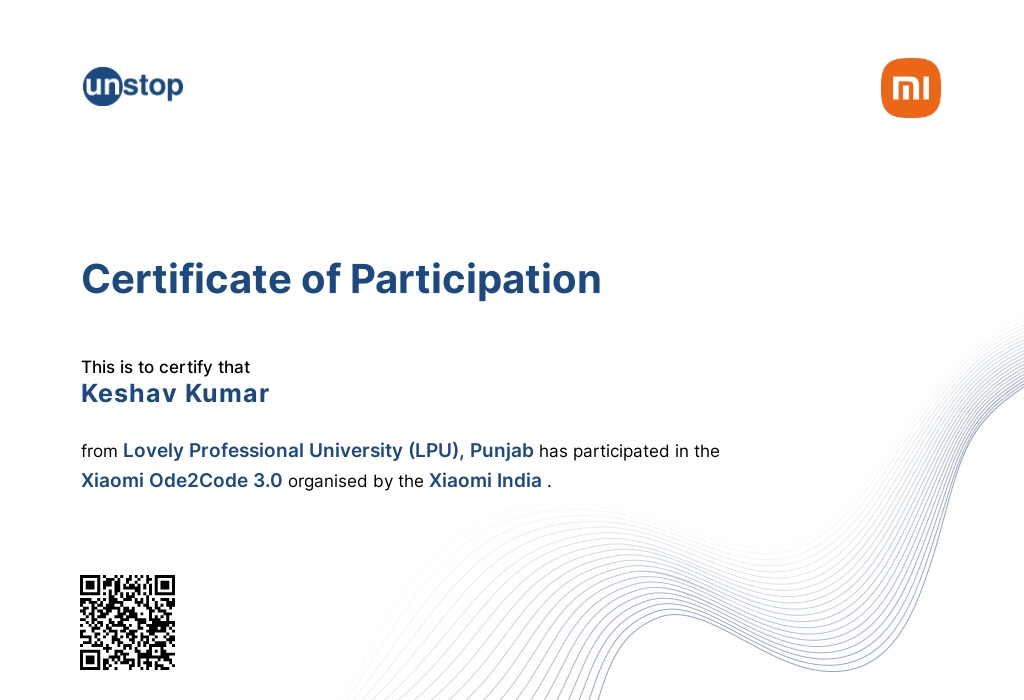 unstop
mi
Certificate of Participation
This is to certify that
Keshav Kumar
from Lovely Professional University (LPU), Punjab has participated in the
Xiaomi Ode2Code 3.0 organised by the Xiaomi India .